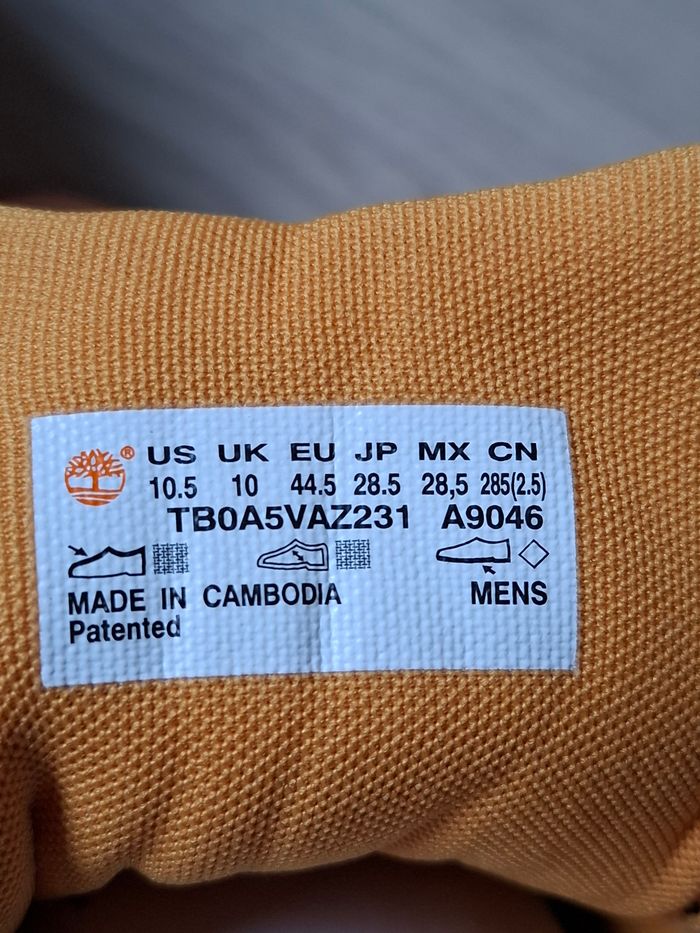 ® US UK EU JP MX CN
10.5 10 44.5 28.5 28,5 285(2.5)
TB0A5VAZ231 A9046
MADE IN CAMBODIA MENS
Patented